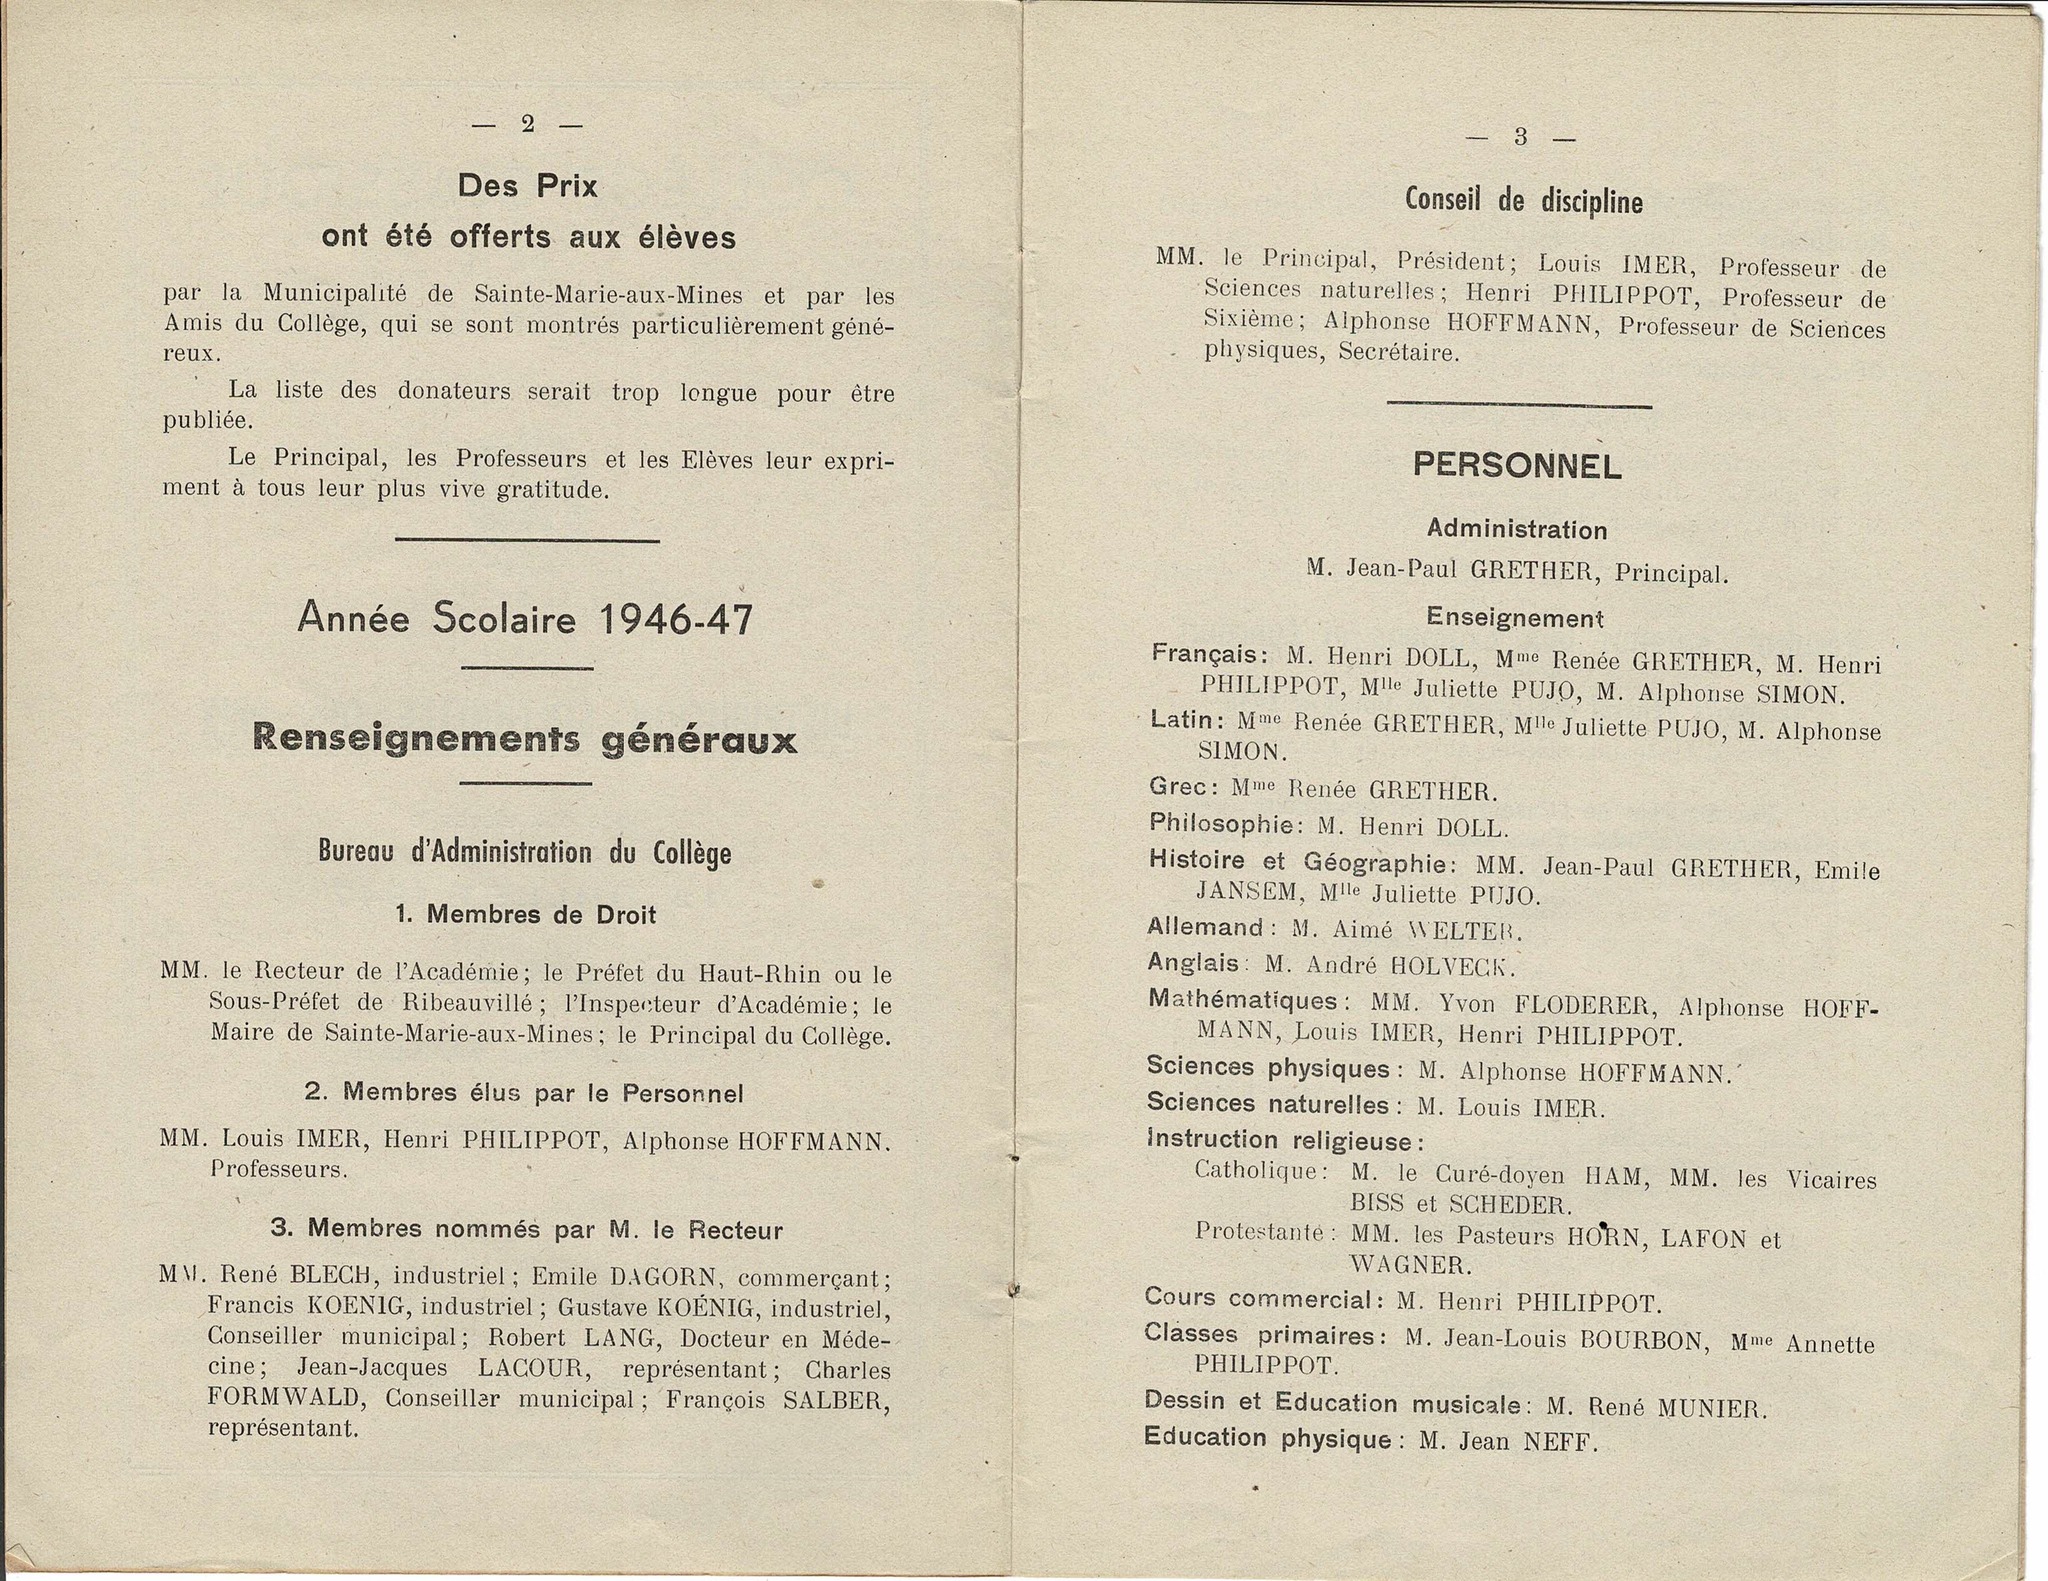 — 2 —
Des Prix
ont été offerts aux élèves
par la Municipalité de Sainte-Marie-aux-Mines et par les
Amis du Collège, qui se sont montrés particulièrement géné-
reux.
La liste des donateurs serait trop longue pour être
publiée.
Le Principal, les Professeurs et les Elèves leur expri-
ment à tous leur plus vive gratitude.
Année Scolaire 1946-47
Renseignements généraux
Bureau d'Administration du Collège
1. Membres de Droit
MM. le Recteur de l'Académie; le Préfet du Haut-Rhin ou le
Sous-Préfet de Ribeauvillé; l'Inspecteur d'Académie; le
Maire de Sainte-Marie-aux-Mines; le Principal du Collège.
2. Membres élus par le Personnel
MM. Louis IMER, Henri PHILIPPOT, Alphonse HOFFMANN.
Professeurs.
3. Membres nommés par M. le Recteur
MM. René BLECH, industriel; Emile DAGORN, commerçant;
Francis KOENIG, industriel; Gustave KOÉNIG, industriel,
Conseiller municipal; Robert LANG, Docteur en Méde-
cine; Jean-Jacques LACOUR, représentant; Charles
FORMWALD, Conseiller municipal; François SALBER,
représentant.
— 3 —
Conseil de discipline
MM. le Principal, Président; Louis IMER, Professeur de
Sciences naturelles; Henri PHILIPPOT, Professeur de
Sixième; Alphonse HOFFMANN, Professeur de Sciences
physiques, Secrétaire.
PERSONNEL
Administration
M. Jean-Paul GRETHER, Principal.
Enseignement
Français: M. Henri DOLL, Mme Renée GRETHER, M. Henri
PHILIPPOT, Mlle Juliette PUJO, M. Alphonse SIMON.
Latin: Mme Renée GRETHER, Mlle Juliette PUJO, M. Alphonse
SIMON.
Grec: Mme Renée GRETHER.
Philosophie: M. Henri DOLL.
Histoire et Géographie: MM. Jean-Paul GRETHER, Emile
JANSEM, Mlle Juliette PUJO.
Allemand: M. Aimé WELTER.
Anglais: M. André HOLVECK.
Mathématiques: MM. Yvon FLODERER, Alphonse HOFF-
MANN, Louis IMER, Henri PHILIPPOT.
Sciences physiques: M. Alphonse HOFFMANN.
Sciences naturelles: M. Louis IMER.
Instruction religieuse:
Catholique: M. le Curé-doyen HAM, MM. les Vicaires
BISS et SCHEDER.
Protestante: MM. les Pasteurs HORN, LAFON et
WAGNER.
Cours commercial: M. Henri PHILIPPOT.
Classes primaires: M. Jean-Louis BOURBON, Mme Annette
PHILIPPOT.
Dessin et Education musicale: M. René MUNIER.
Education physique: M. Jean NEFF.